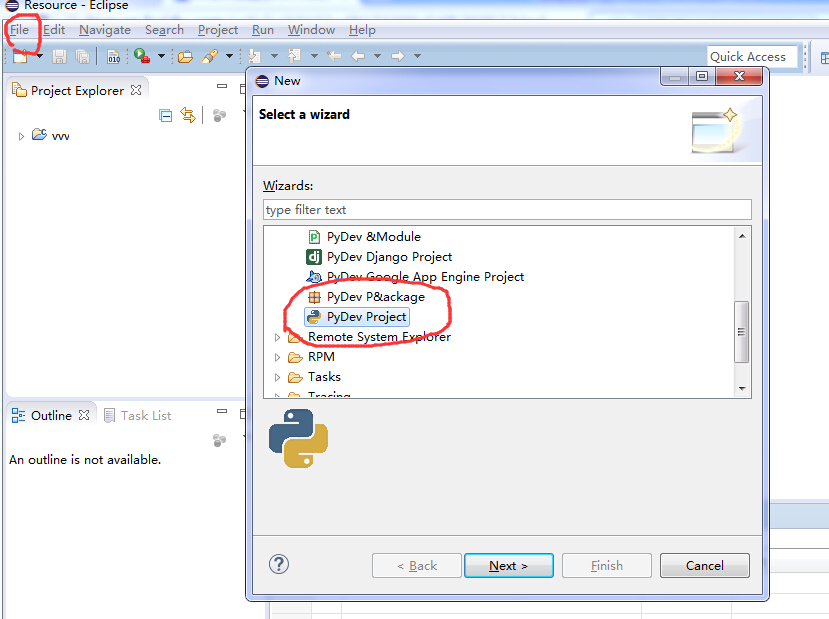 Resource - Eclipse
File Edit Navigate Search Project Run Window Help
010
Quick Access
Project Explorer
vvv
New
Select a wizard
Wizards:
type filter text
PyDev &Module
dj PyDev Django Project
PyDev Google App Engine Project
PyDev P&ackage
PyDev Project
Remote System Explorer
RPM
Tasks
Tracing
Outline
Task List
An outline is not available.
?
< Back
Next >
Finish
Cancel